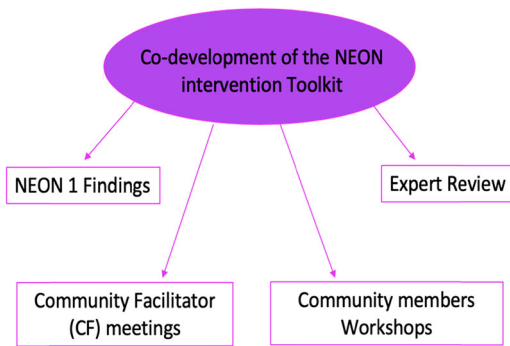 Co-development of the NEON
intervention Toolkit
NEON 1 Findings
Expert Review
Community Facilitator
(CF) meetings
Community members
Workshops